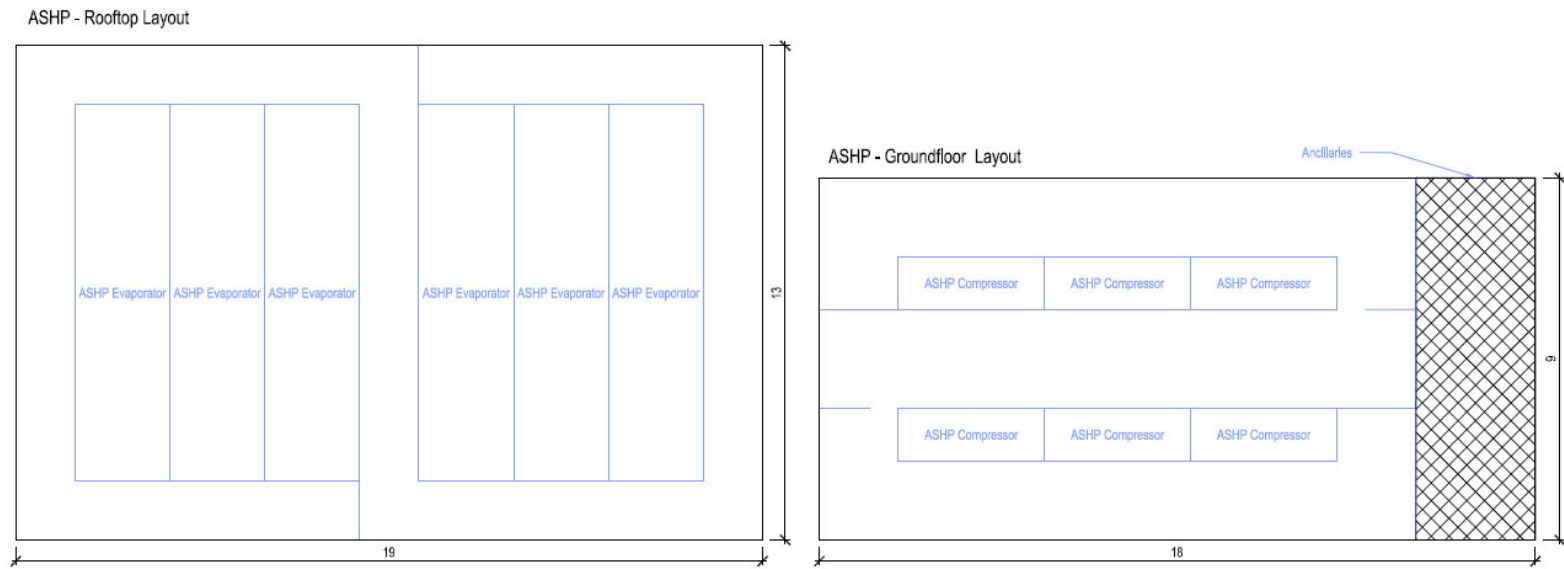 ASHP - Rooftop Layout
ASHP Evaporator ASHP Evaporator ASHP Evaporator ASHP Evaporator ASHP Evaporator ASHP Evaporator
13
19
ASHP - Groundfloor Layout
Ancillaries
ASHP Compressor ASHP Compressor ASHP Compressor
ASHP Compressor ASHP Compressor ASHP Compressor
9
18